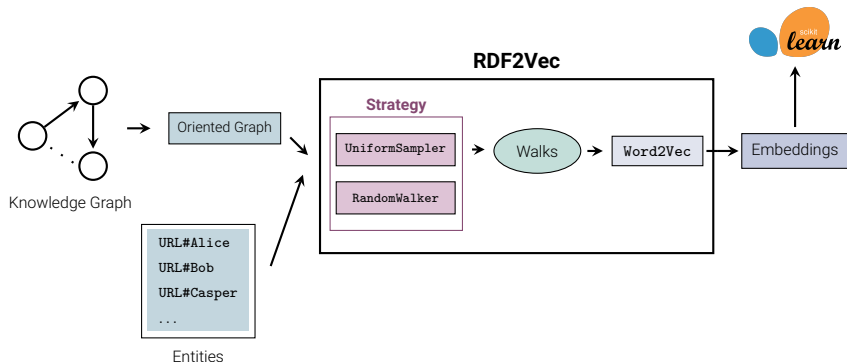 scikit
learn
RDF2Vec
Strategy
Oriented Graph
UniformSampler
Walks
Word2Vec
Embeddings
RandomWalker
Knowledge Graph
URL#Alice
URL#Bob
URL#Casper
...
Entities